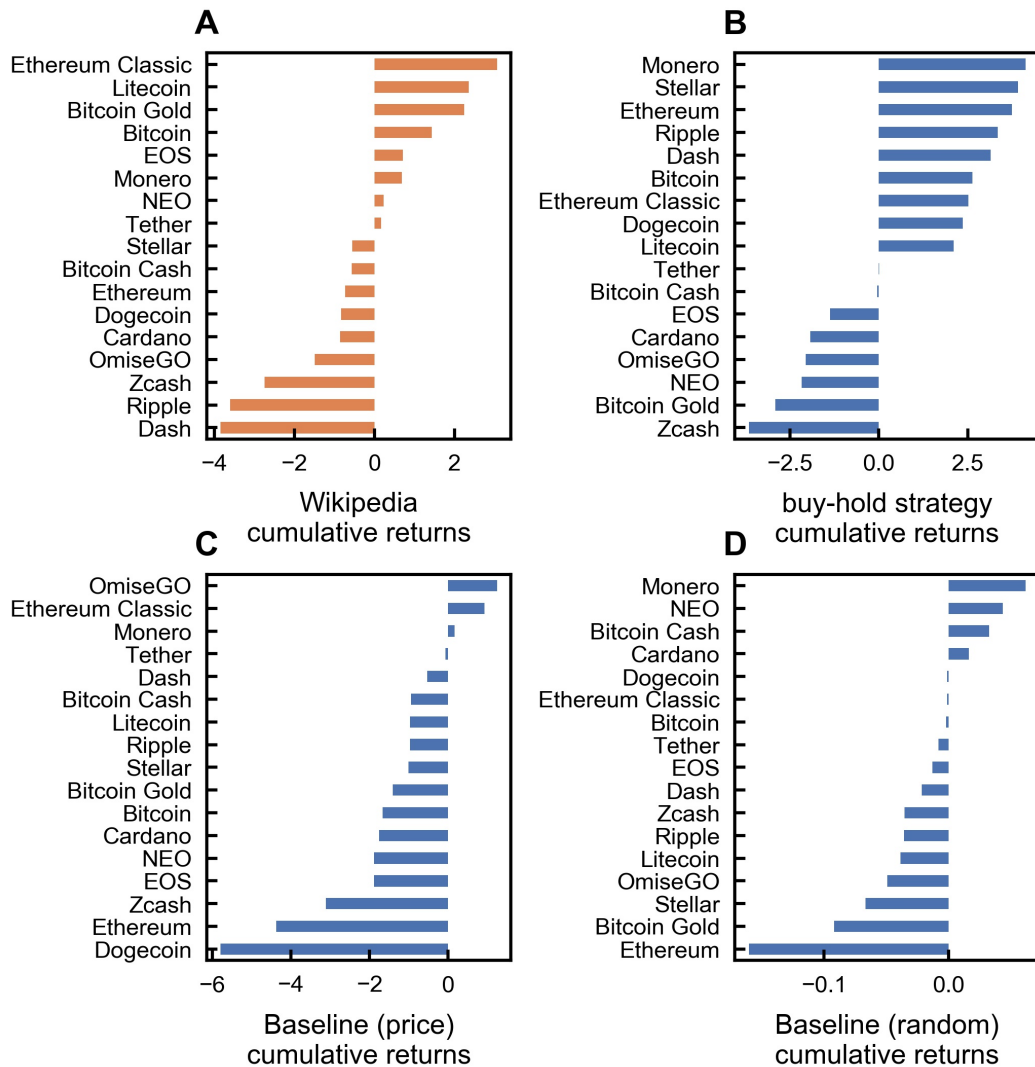 A
Ethereum Classic
Litecoin
Bitcoin Gold
Bitcoin
EOS
Monero
NEO
Tether
Stellar
Bitcoin Cash
Ethereum
Dogecoin
Cardano
OmiseGO
Zcash
Ripple
Dash
−4 −2 0 2
Wikipedia
cumulative returns
B
Monero
Stellar
Ethereum
Ripple
Dash
Bitcoin
Ethereum Classic
Dogecoin
Litecoin
Tether
Bitcoin Cash
EOS
Cardano
OmiseGO
NEO
Bitcoin Gold
Zcash
−2.5 0.0 2.5
buy-hold strategy
cumulative returns
C
OmiseGO
Ethereum Classic
Monero
Tether
Dash
Bitcoin Cash
Litecoin
Ripple
Stellar
Bitcoin Gold
Bitcoin
Cardano
NEO
EOS
Zcash
Ethereum
Dogecoin
−6 −4 −2 0
Baseline (price)
cumulative returns
D
Monero
NEO
Bitcoin Cash
Cardano
Dogecoin
Ethereum Classic
Bitcoin
Tether
EOS
Dash
Zcash
Ripple
Litecoin
OmiseGO
Stellar
Bitcoin Gold
Ethereum
−0.1 0.0
Baseline (random)
cumulative returns